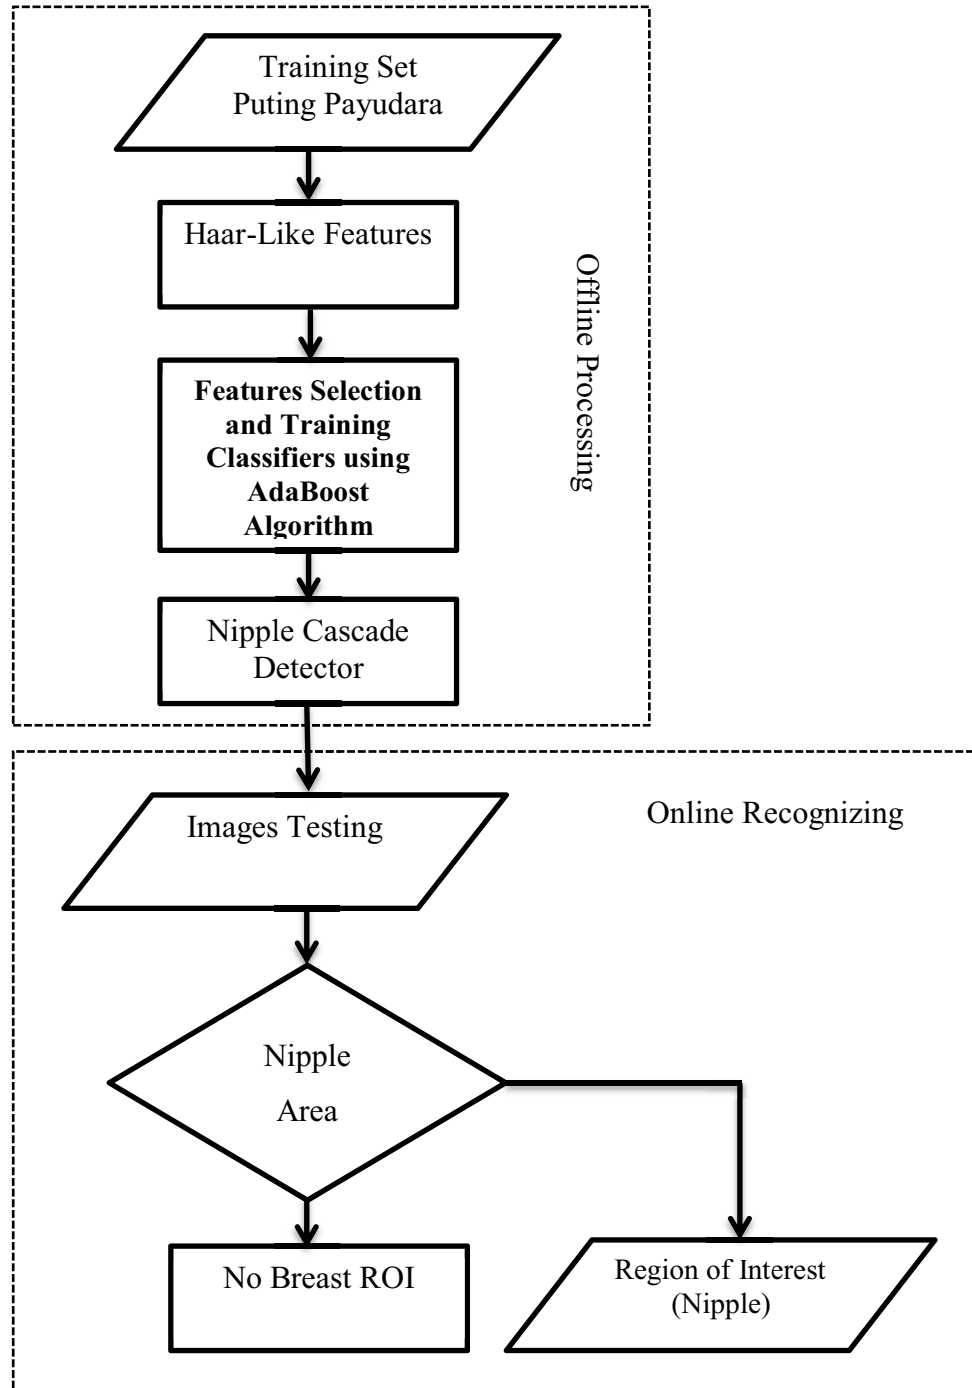 Training Set
Puting Payudara
Haar-Like Features
Offline Processing
Features Selection
and Training
Classifiers using
AdaBoost
Algorithm
Nipple Cascade
Detector
Images Testing
Online Recognizing
Nipple
Area
No Breast ROI
Region of Interest
(Nipple)